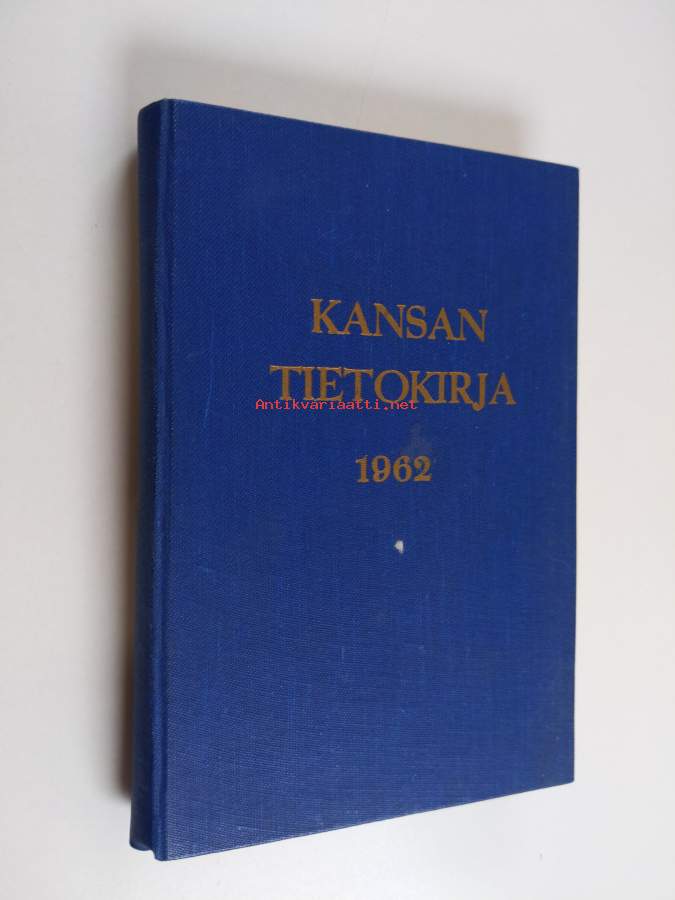 KANSAN
TIETOKIRJA
Antikvariaatti.net
1962